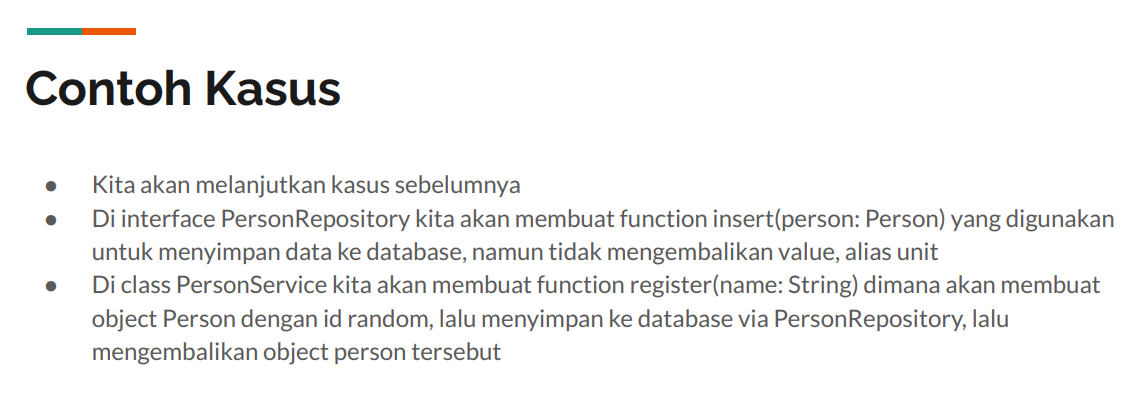 Contoh Kasus
● Kita akan melanjutkan kasus sebelumnya
● Di interface PersonRepository kita akan membuat function insert(person: Person) yang digunakan
untuk menyimpan data ke database, namun tidak mengembalikan value, alias unit
● Di class PersonService kita akan membuat function register(name: String) dimana akan membuat
object Person dengan id random, lalu menyimpan ke database via PersonRepository, lalu
mengembalikan object person tersebut